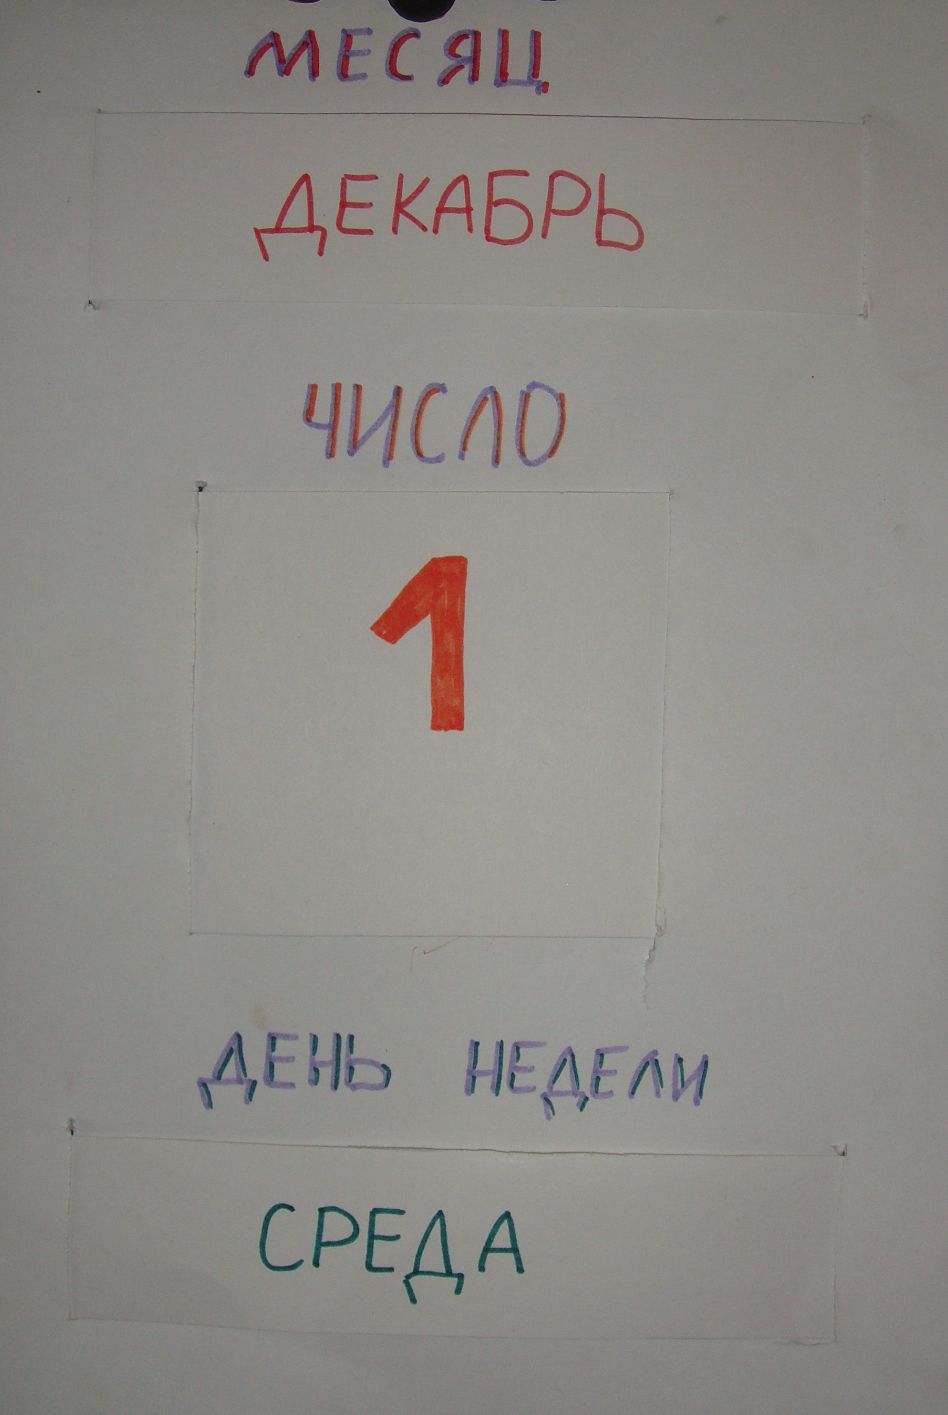 МЕСЯЦ
ДЕКАБРЬ
ЧИСЛО
1
ДЕНЬ НЕДЕЛИ
СРЕДА